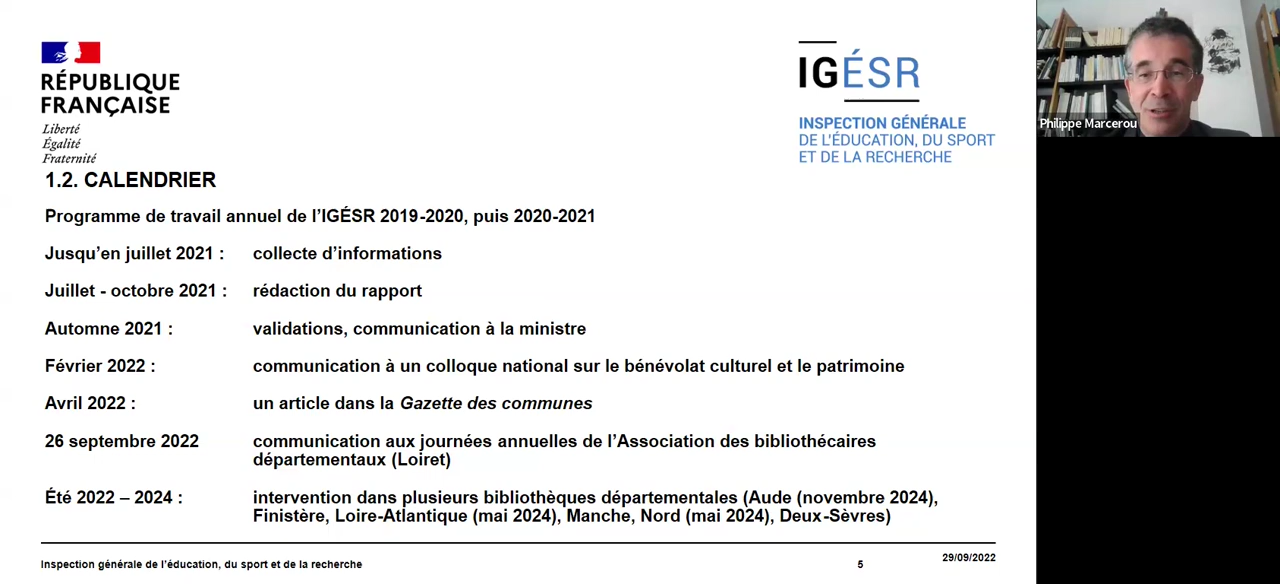 RÉPUBLIQUE
FRANÇAISE
Liberté
Égalité
Fraternité
IGÉSR
INSPECTION GÉNÉRALE
DE L'ÉDUCATION, DU SPORT
ET DE LA RECHERCHE
Philippe Marcerou
1.2. CALENDRIER
Programme de travail annuel de l’IGÉSR 2019-2020, puis 2020-2021
Jusqu’en juillet 2021 : collecte d’informations
Juillet - octobre 2021 : rédaction du rapport
Automne 2021 : validations, communication à la ministre
Février 2022 : communication à un colloque national sur le bénévolat culturel et le patrimoine
Avril 2022 : un article dans la Gazette des communes
26 septembre 2022 communication aux journées annuelles de l’Association des bibliothécaires
départementaux (Loiret)
Été 2022 – 2024 : intervention dans plusieurs bibliothèques départementales (Aude (novembre 2024),
Finistère, Loire-Atlantique (mai 2024), Manche, Nord (mai 2024), Deux-Sèvres)
Inspection générale de l’éducation, du sport et de la recherche
5
29/09/2022